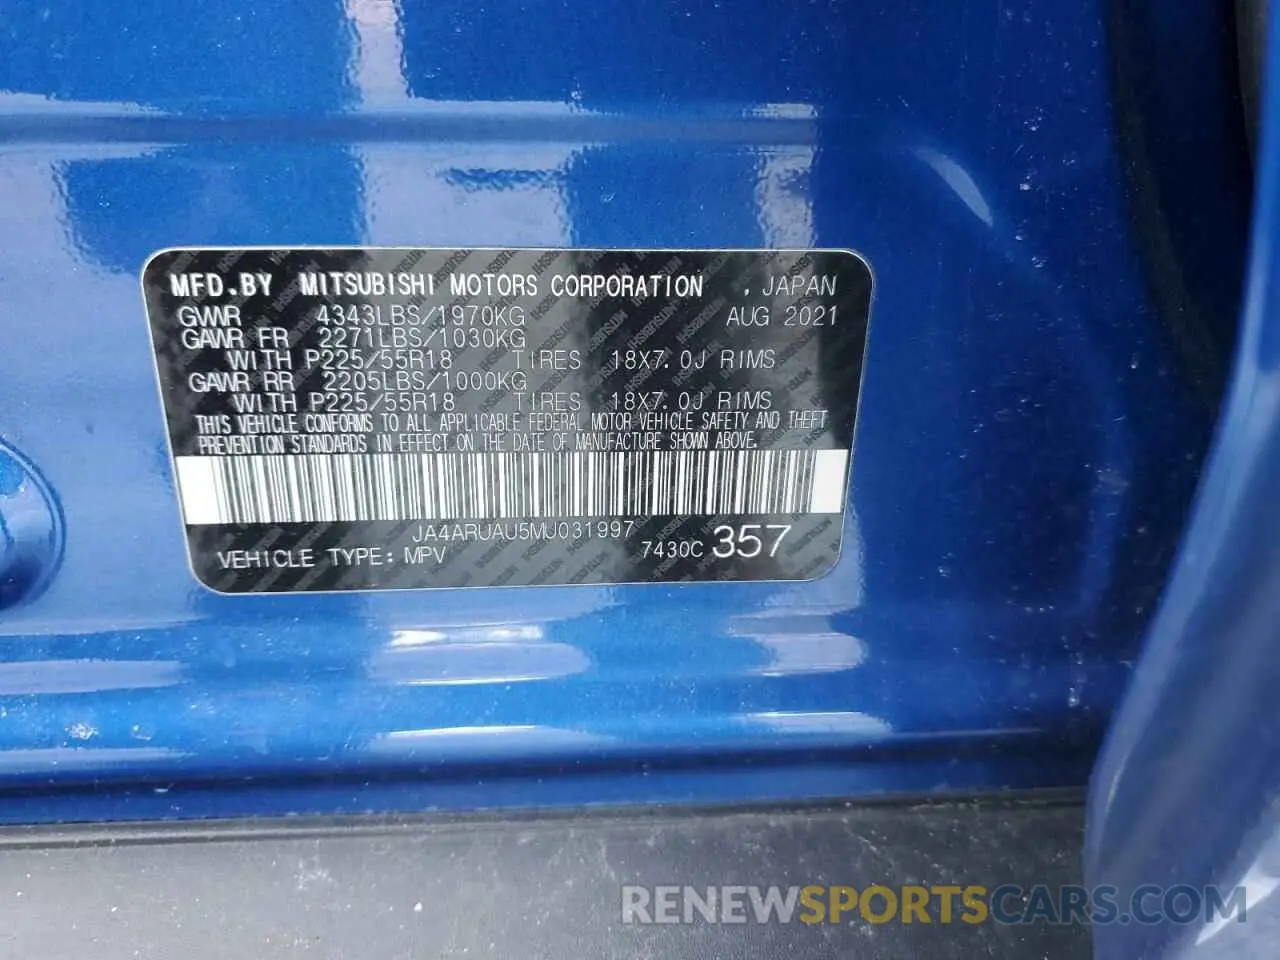 MFD.BY MITSUBISHI MOTORS CORPORATION , JAPAN
GVWR 4343LBS/1970KG AUG 2021
GAWR FR 2271LBS/1030KG
WITH P225/55R18 TIRES 18X7.0J RIMS
GAWR RR 2205LBS/1000KG
WITH P225/55R18 TIRES 18X7.0J RIMS
THIS VEHICLE CONFORMS TO ALL APPLICABLE FEDERAL MOTOR VEHICLE SAFETY AND THEFT
PREVENTION STANDARDS IN EFFECT ON THE DATE OF MANUFACTURE SHOWN ABOVE.
JA4ARUAU5MU031997
VEHICLE TYPE: MPV 7430C 357
RENEWSPORTSCARS.COM